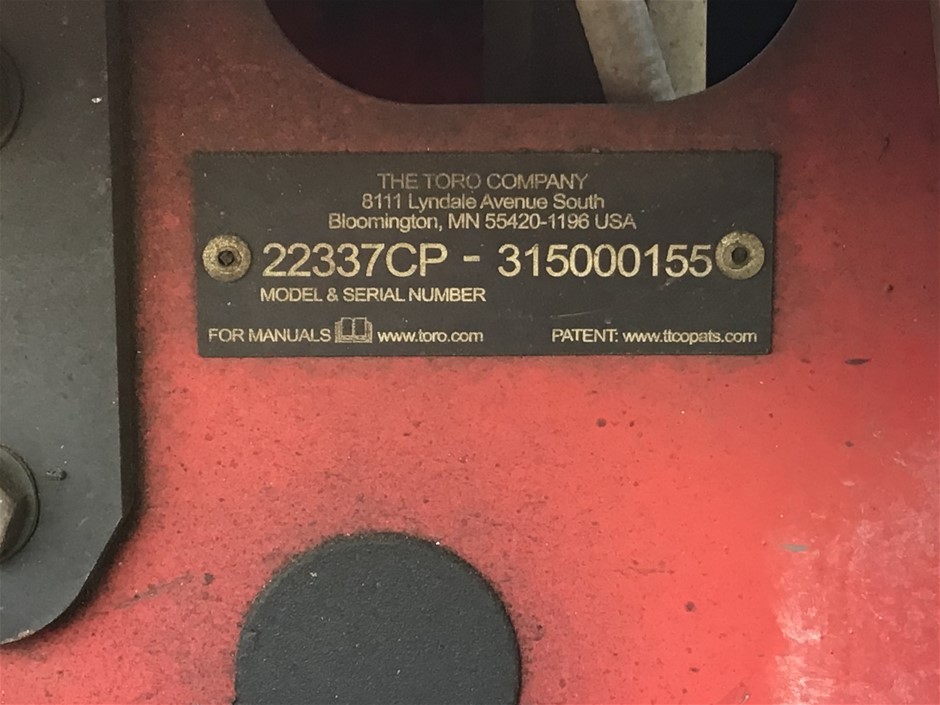 THE TORO COMPANY
8111 Lyndale Avenue South
Bloomington, MN 55420-1196 USA
22337CP - 315000155
MODEL & SERIAL NUMBER
FOR MANUALS www.toro.com PATENT: www.ttcopats.com